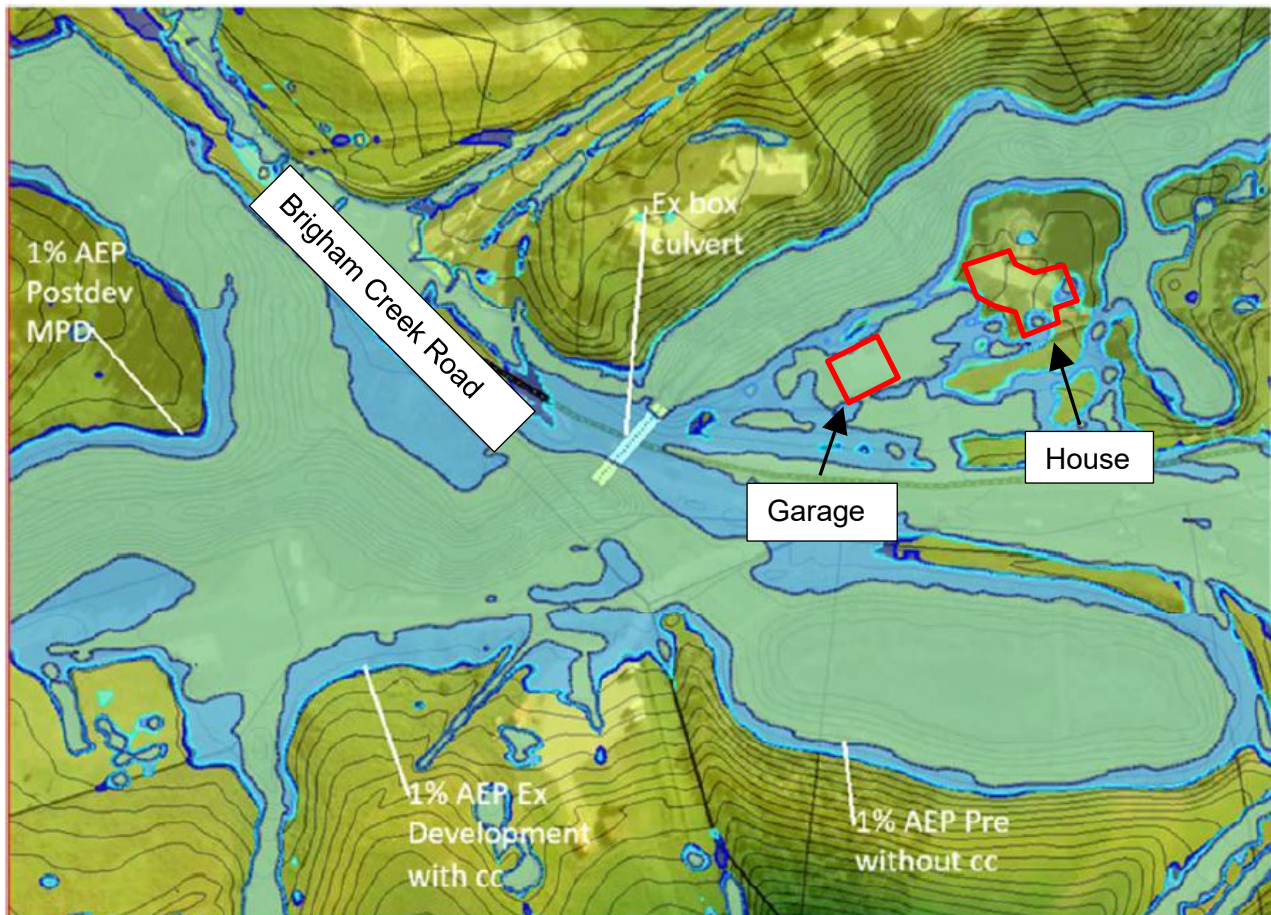 Brigham Creek Road
Ex box
culvert
1% AEP
Postdev
MPD
House
Garage
1% AEP Ex
Development
with cc
1% AEP Pre
without cc